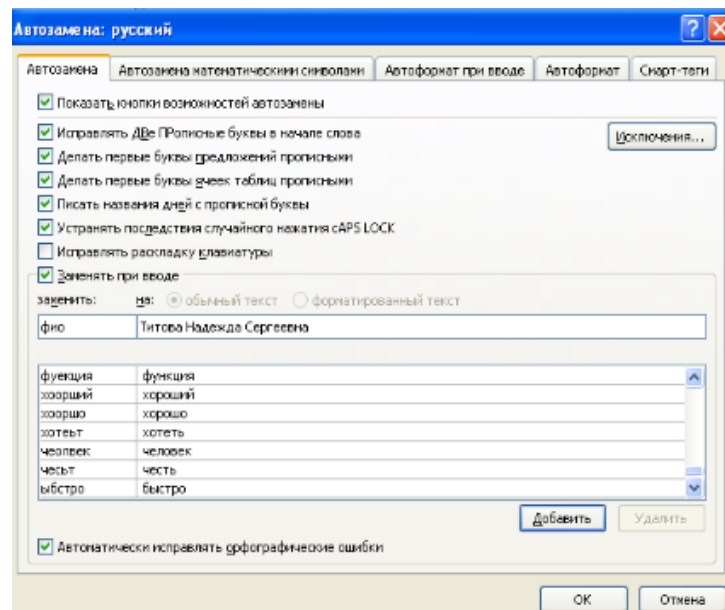 Автозамена: русский
Автозамена Автозамена математическими символами Автоформат при вводе Автоформат Смарт-теги
Показать кнопки возможностей автозамены
Исправлять ДВе ПРописные буквы в начале слова Исключения...
Делать первые буквы предложений прописными
Делать первые буквы ячеек таблиц прописными
Писать названия дней с прописной буквы
Устранять последствия случайного нажатия cAPS LOCK
Исправлять раскладку клавиатуры
Заменять при вводе
заменить: на: обычный текст форматированный текст
фио Титова Надежда Сергеевна
фуекция функция
хоорший хороший
хооршо хорошо
хотеьт хотеть
чеолвек человек
чесьт честь
ыбстро быстро
Добавить Удалить
Автоматически исправлять орфографические ошибки
ОК Отмена